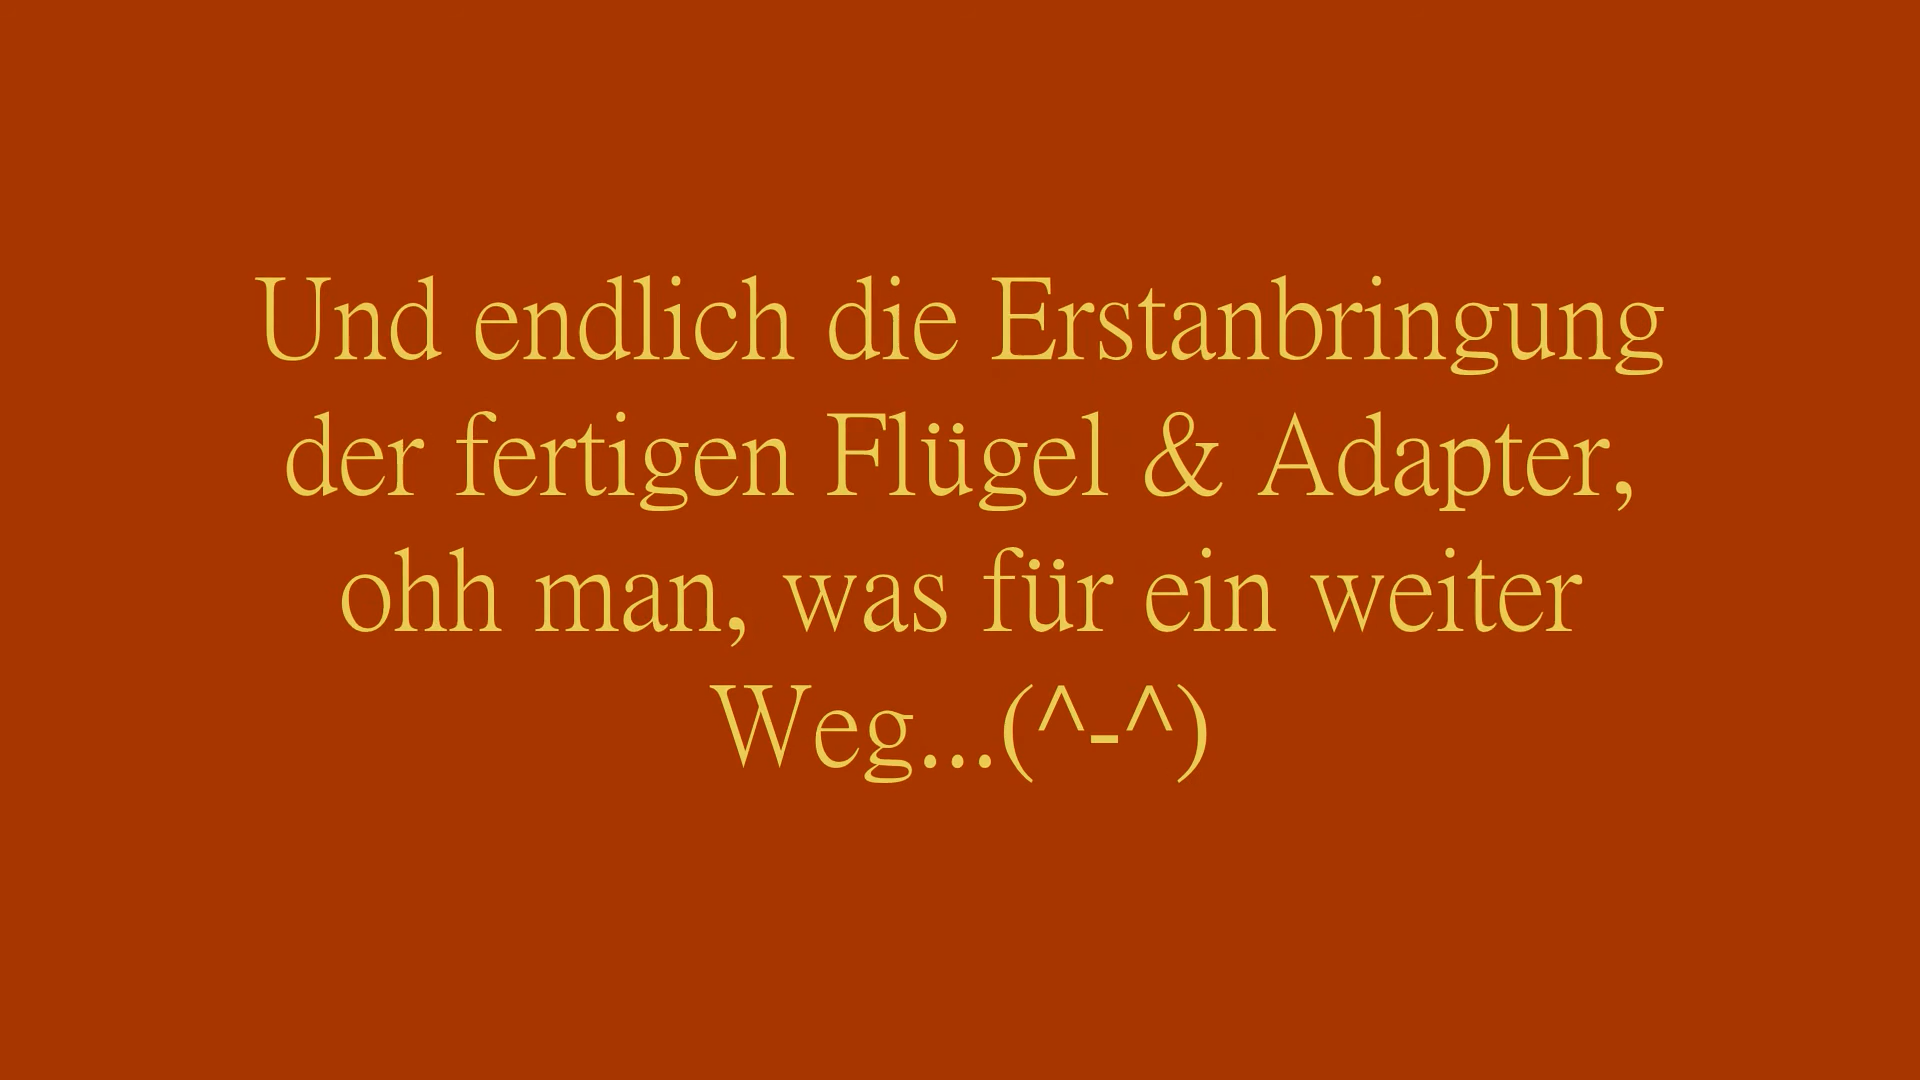 Und endlich die Erstanbringung
der fertigen Flügel & Adapter,
ohh man, was für ein weiter
Weg...(^-^)